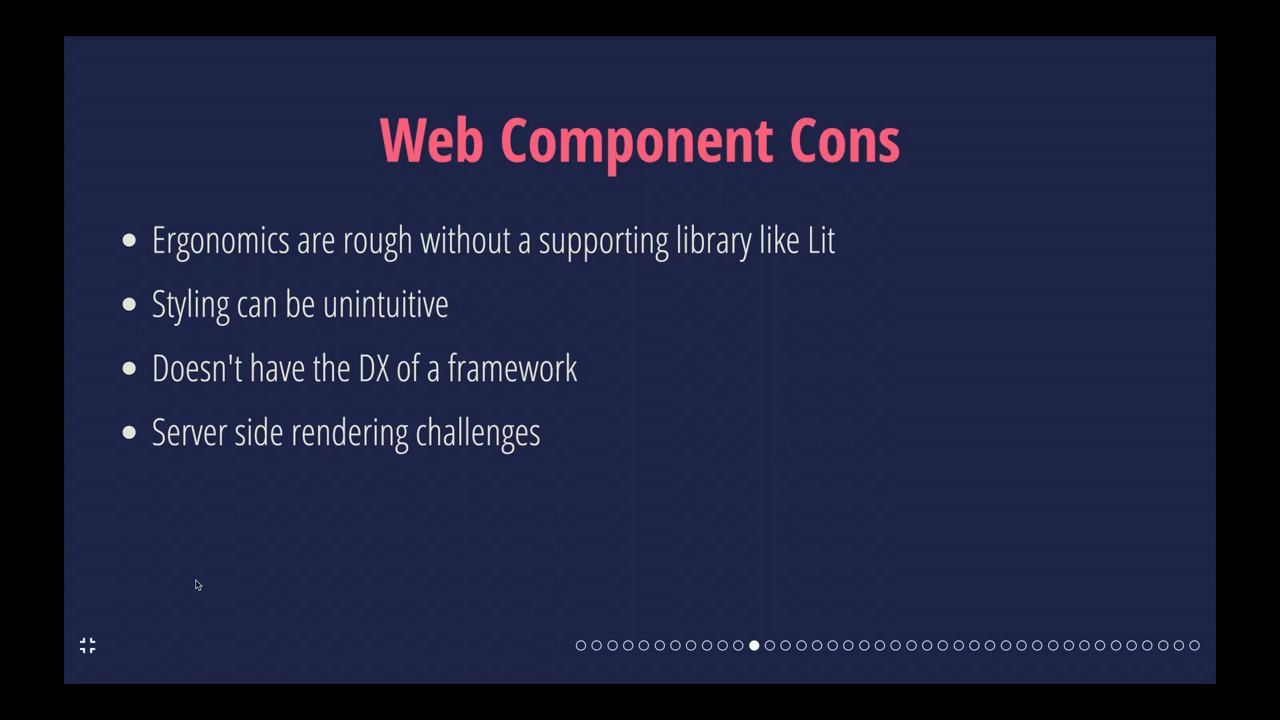 Web Component Cons
Ergonomics are rough without a supporting library like Lit
Styling can be unintuitive
Doesn't have the DX of a framework
Server side rendering challenges